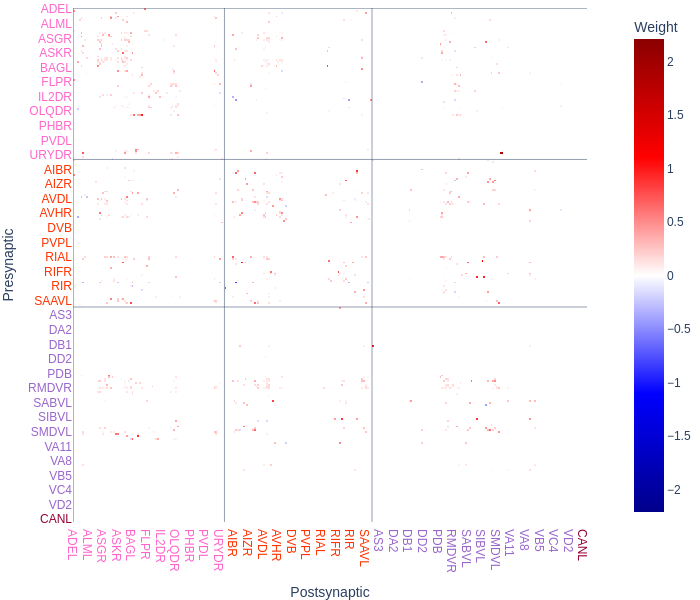 Weight
2
1.5
1
0.5
0
−0.5
−1
−1.5
−2
Presynaptic
ADEL
ALML
ASGR
ASKR
BAGL
FLPR
IL2DR
OLQDR
PHBR
PVDL
URYDR
AIBR
AIZR
AVDL
AVHR
DVB
PVPL
RIAL
RIFR
RIR
SAAVL
AS3
DA2
DB1
DD2
PDB
RMDVR
SABVL
SIBVL
SMDVL
VA11
VA8
VB5
VC4
VD2
CANL
ADEL
ALML
ASGR
ASKR
BAGL
FLPR
IL2DR
OLQDR
PHBR
PVDL
URYDR
AIBR
AIZR
AVDL
AVHR
DVB
PVPL
RIAL
RIFR
RIR
SAAVL
AS3
DA2
DB1
DD2
PDB
RMDVR
SABVL
SIBVL
SMDVL
VA11
VA8
VB5
VC4
VD2
CANL
Postsynaptic